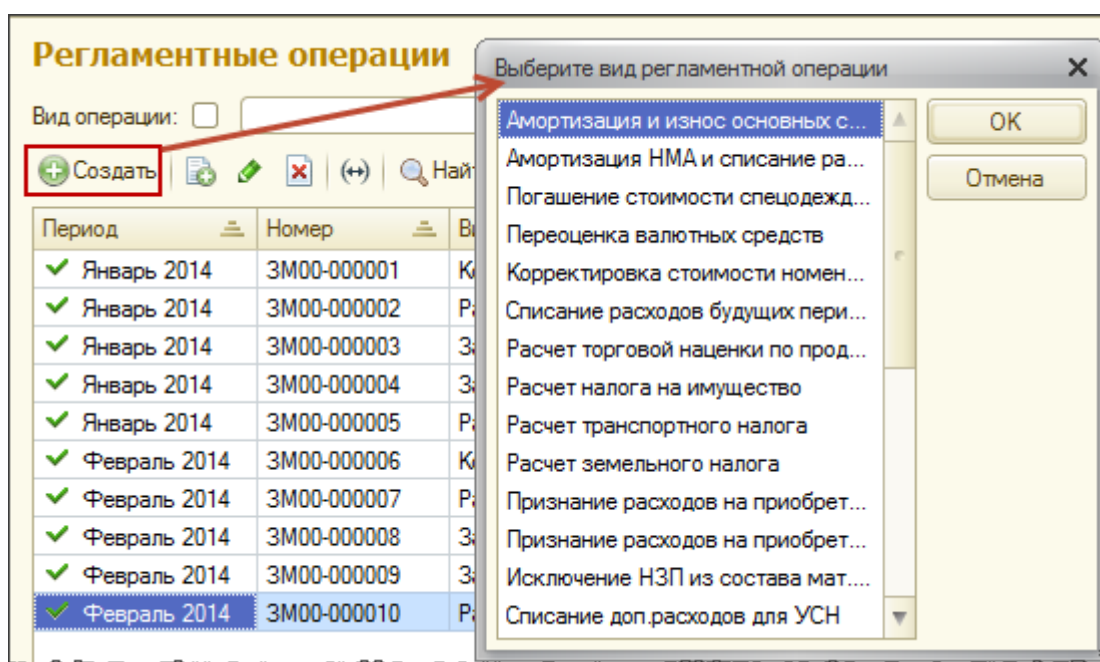 Регламентные операции
Вид операции:
Создать
Период Номер
Январь 2014 ЗМ00-000001
Январь 2014 ЗМ00-000002
Январь 2014 ЗМ00-000003
Январь 2014 ЗМ00-000004
Январь 2014 ЗМ00-000005
Февраль 2014 ЗМ00-000006
Февраль 2014 ЗМ00-000007
Февраль 2014 ЗМ00-000008
Февраль 2014 ЗМ00-000009
Февраль 2014 ЗМ00-000010
Выберите вид регламентной операции
Амортизация и износ основных с...
Амортизация НМА и списание ра...
Погашение стоимости спецодежд...
Переоценка валютных средств
Корректировка стоимости номен...
Списание расходов будущих пери...
Расчет торговой наценки по прод...
Расчет налога на имущество
Расчет транспортного налога
Расчет земельного налога
Признание расходов на приобрет...
Признание расходов на приобрет...
Исключение НЗП из состава мат....
Списание доп.расходов для УСН
OK
Отмена